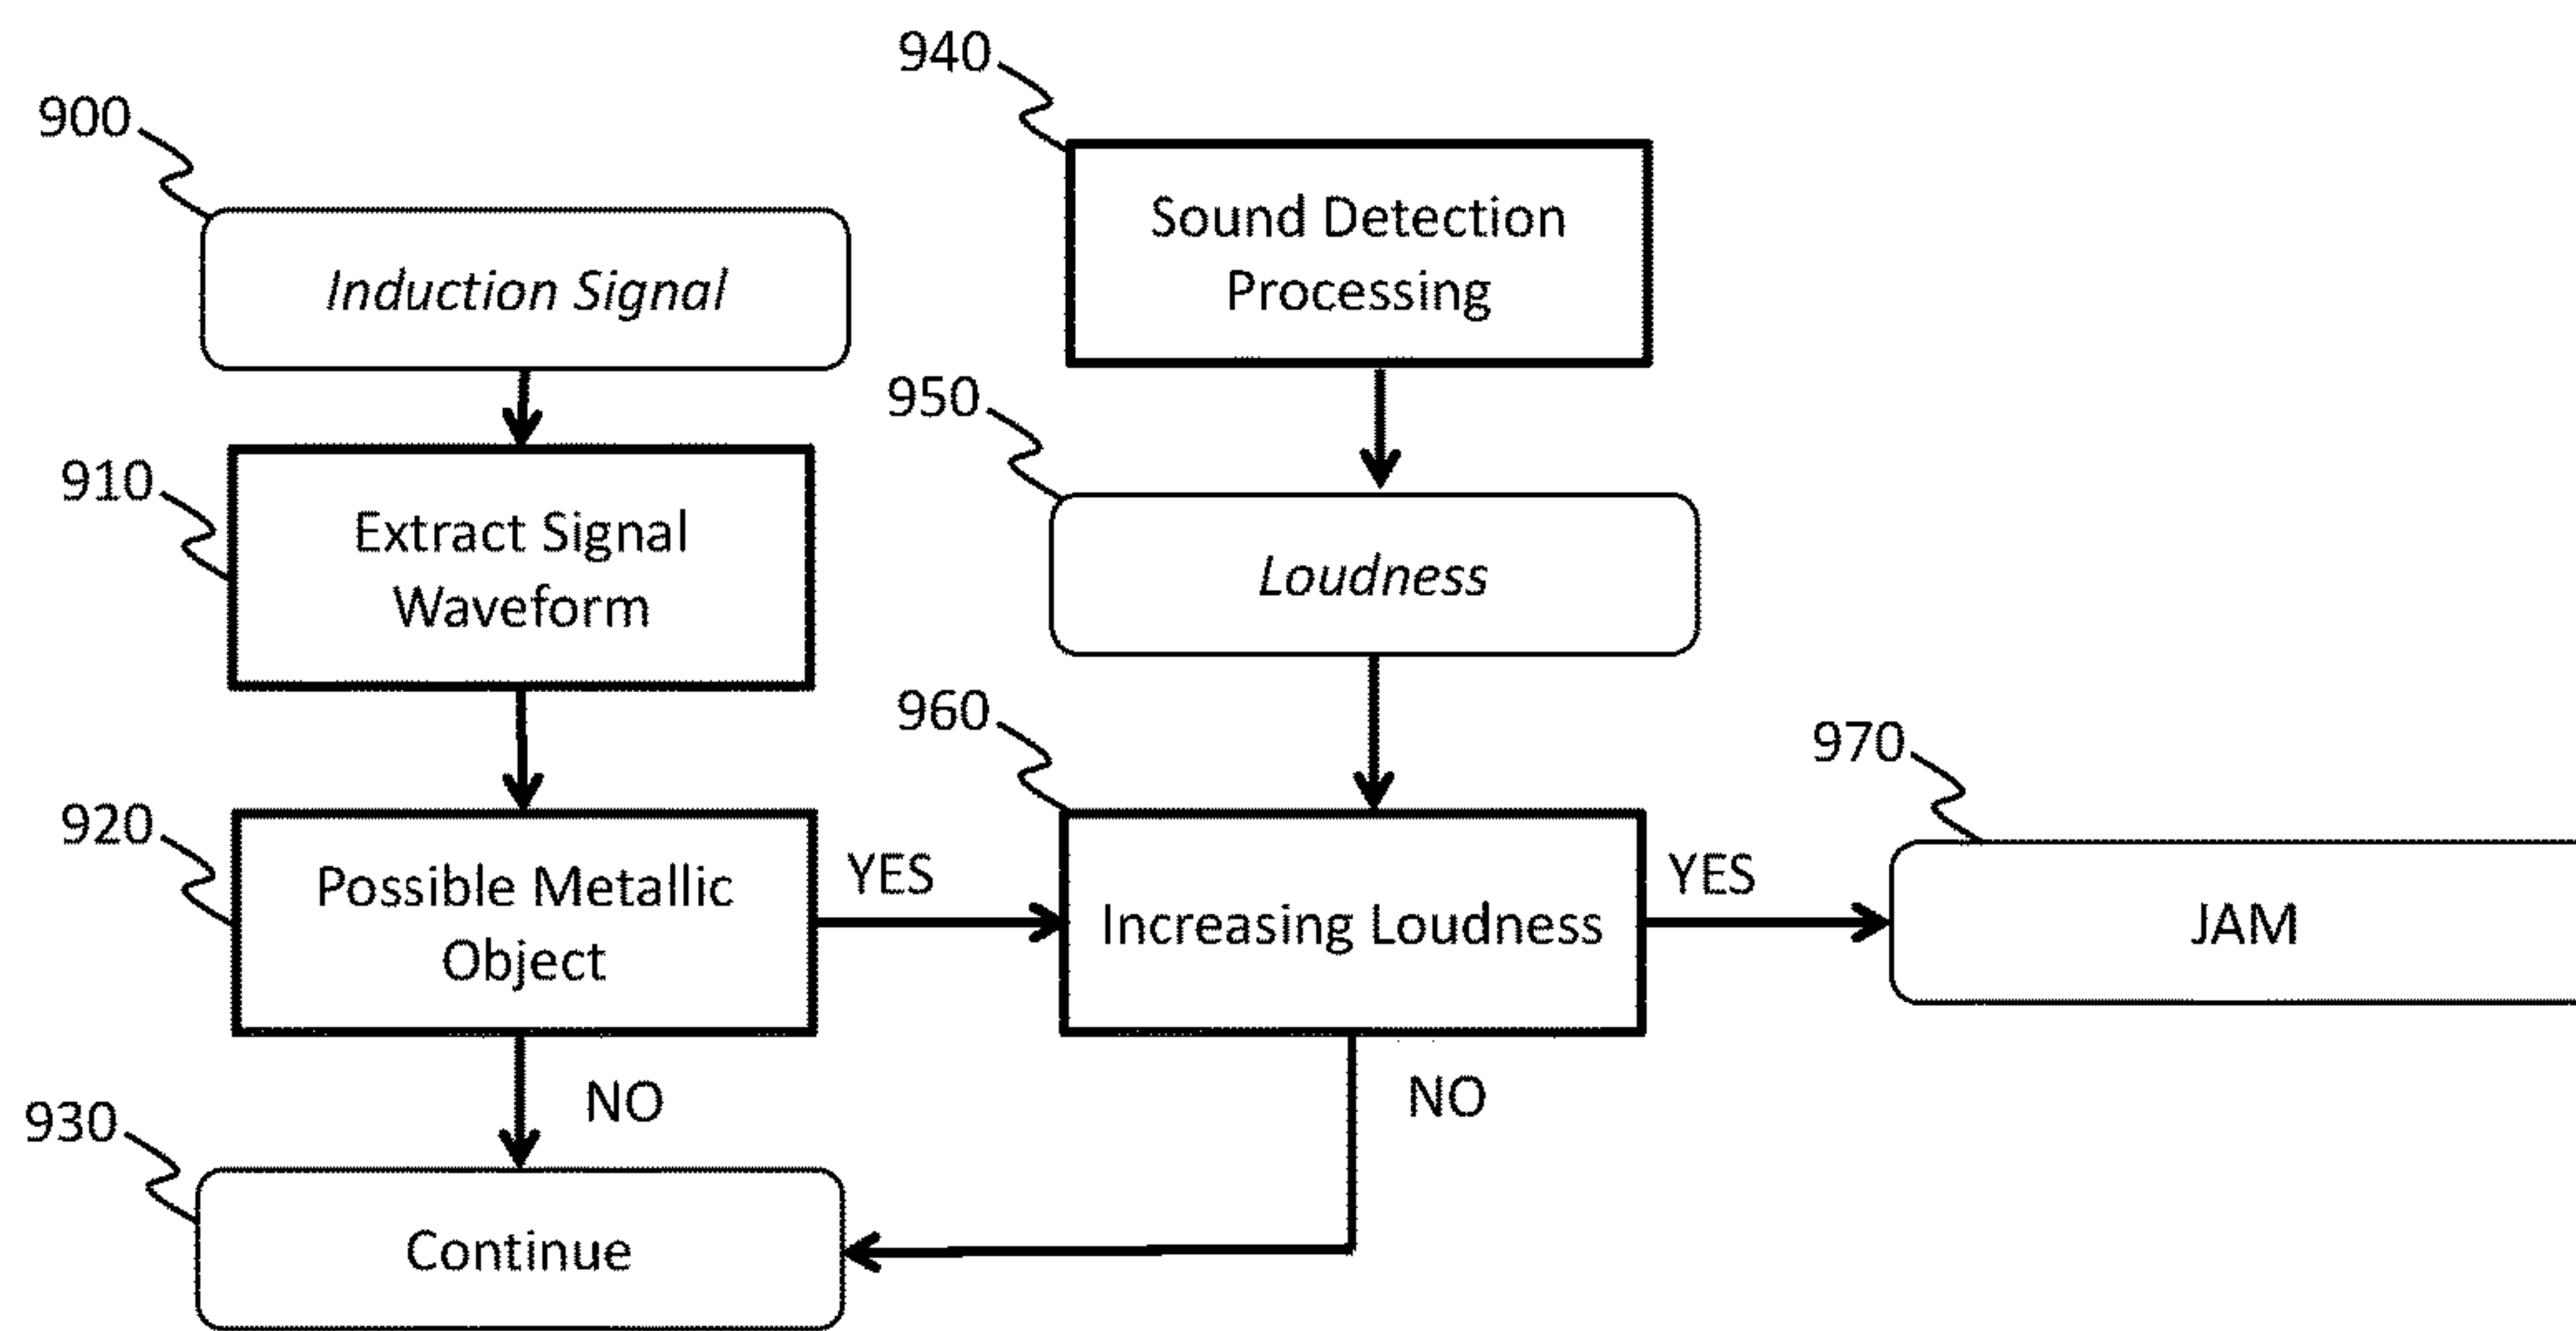 940
900
Sound Detection
Processing
Induction Signal
950
910
Extract Signal
Waveform
Loudness
960
970
920
Possible Metallic
Object
YES
Increasing Loudness
YES
JAM
NO
NO
930
Continue